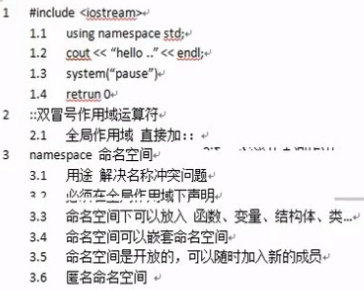 1 #include <iostream>
1.1 using namespace std;
1.2 cout << “hello ..” << endl;
1.3 system(“pause”)
1.4 retrun 0
2 ::双冒号作用域运算符
2.1 全局作用域 直接加::
3 namespace 命名空间
3.1 用途 解决名称冲突问题
3.2 必须在全局作用域下声明
3.3 命名空间下可以放入 函数、变量、结构体、类...
3.4 命名空间可以嵌套命名空间
3.5 命名空间是开放的，可以随时加入新的成员
3.6 匿名命名空间